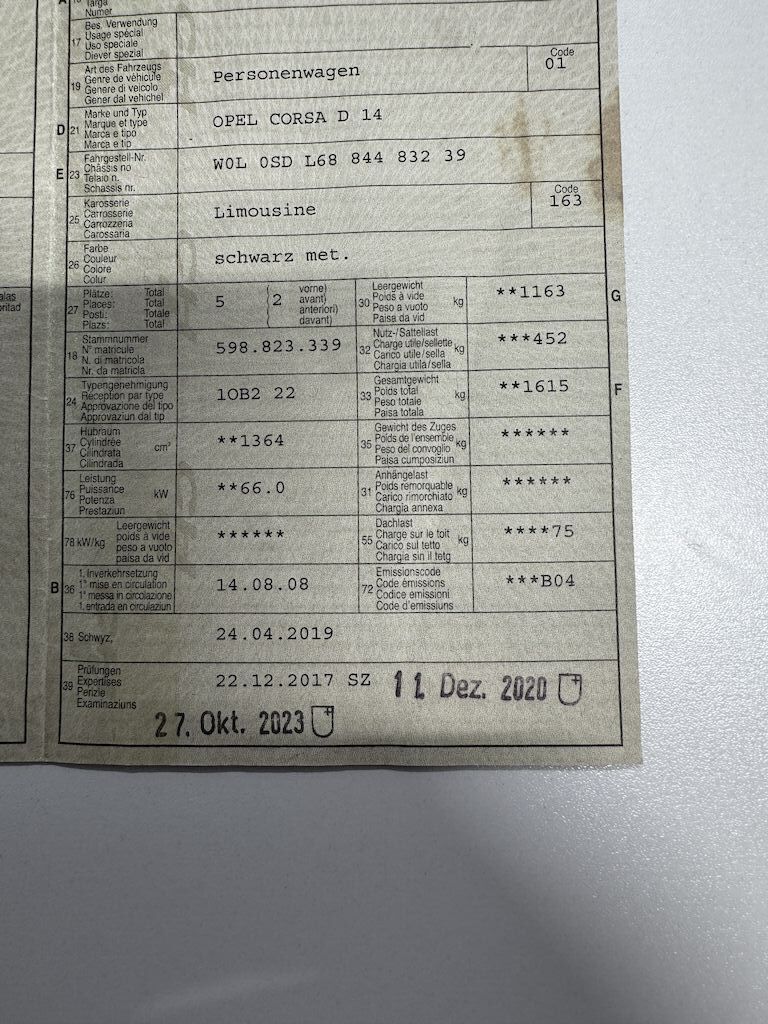 Targa
Numer
17 Bes. Verwendung
Usage spécial
Uso speciale
Diever spezial
19 Art des Fahrzeugs
Genre de véhicule
Genere di veicolo
Gener dal vehichel
Personenwagen
Code
01
D 21 Marke und Typ
Marque et type
Marca e tipo
Marca e tip
OPEL CORSA D 14
E 23 Fahrgestell-Nr.
Châssis no
Telaio n.
Schassis nr.
W0L 0SD L68 844 832 39
25 Karosserie
Carrosserie
Carrozzeria
Carossaria
Limousine
Code
163
26 Farbe
Couleur
Colore
Colur
schwarz met.
27 Plätze: Total
Places: Total
Posti: Totale
Plazs: Total
5 (2 vorne)
avant)
anteriori)
davant)
30 Leergewicht
Poids à vide
Peso a vuoto
Paisa da vid
kg
**1163
G
18 Stammnummer
N° matricule
N. di matricola
Nr. da matricla
598.823.339
32 Nutz-/Sattellast
Charge utile/sellette
Carico utile/sella
Chargia utila/sella
kg
***452
24 Typengenehmigung
Réception par type
Approvazione del tipo
Approvaziun dal tip
1OB2 22
33 Gesamtgewicht
Poids total
Peso totale
Paisa totala
kg
**1615
F
37 Hubraum
Cylindrée
Cilindrata
Cilindrada
cm³
**1364
35 Gewicht des Zuges
Poids de l'ensemble
Peso del convoglio
Paisa cumposiziun
kg
******
76 Leistung
Puissance
Potenza
Prestaziun
kW
**66.0
31 Anhängelast
Poids remorquable
Carico rimorchiato
Chargia annexa
kg
******
78 kW/kg Leergewicht
poids à vide
peso a vuoto
paisa da vid
******
55 Dachlast
Charge sur le toit
Carico sul tetto
Chargia sin il tetg
kg
****75
B 36 1. Inverkehrsetzung
1re mise en circulation
1a messa in circolazione
1. entrada en circulaziun
14.08.08
72 Emissionscode
Code émissions
Codice emissioni
Code d'emissiuns
***B04
38 Schwyz,
24.04.2019
39 Prüfungen
Expertises
Perizie
Examinaziuns
22.12.2017 SZ
11. Dez. 2020
27. Okt. 2023